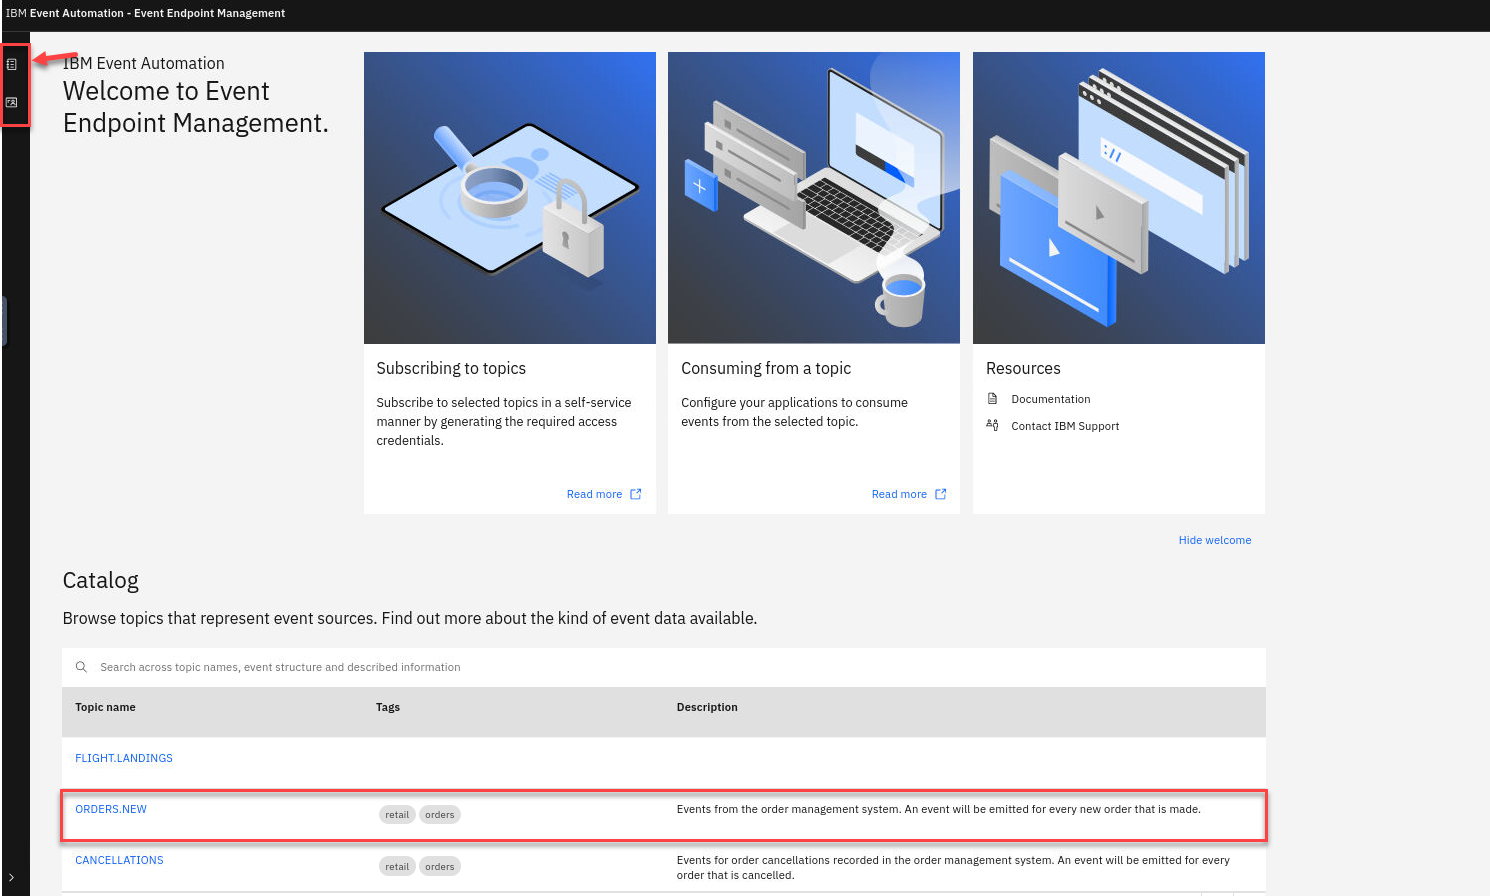 IBM Event Automation - Event Endpoint Management
IBM Event Automation
Welcome to Event
Endpoint Management.
Subscribing to topics
Subscribe to selected topics in a self-service
manner by generating the required access
credentials.
Read more
Consuming from a topic
Configure your applications to consume
events from the selected topic.
Read more
Resources
Documentation
Contact IBM Support
Hide welcome
Catalog
Browse topics that represent event sources. Find out more about the kind of event data available.
Search across topic names, event structure and described information
Topic name Tags Description
FLIGHT.LANDINGS
ORDERS.NEW retail orders Events from the order management system. An event will be emitted for every new order that is made.
CANCELLATIONS retail orders Events for order cancellations recorded in the order management system. An event will be emitted for every
order that is cancelled.